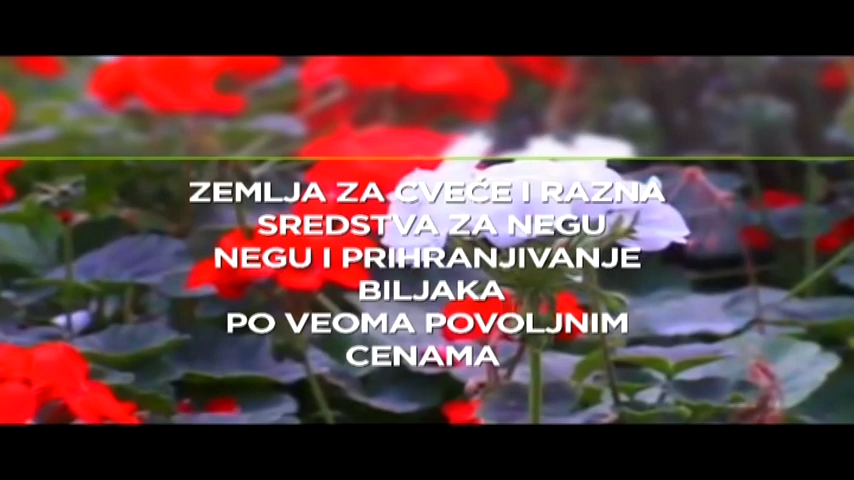 ZEMLJA ZA CVEĆE I RAZNA
SREDSTVA ZA NEGU
NEGU I PRIHRANJIVANJE
BILJAKA
PO VEOMA POVOLJNIM
CENAMA